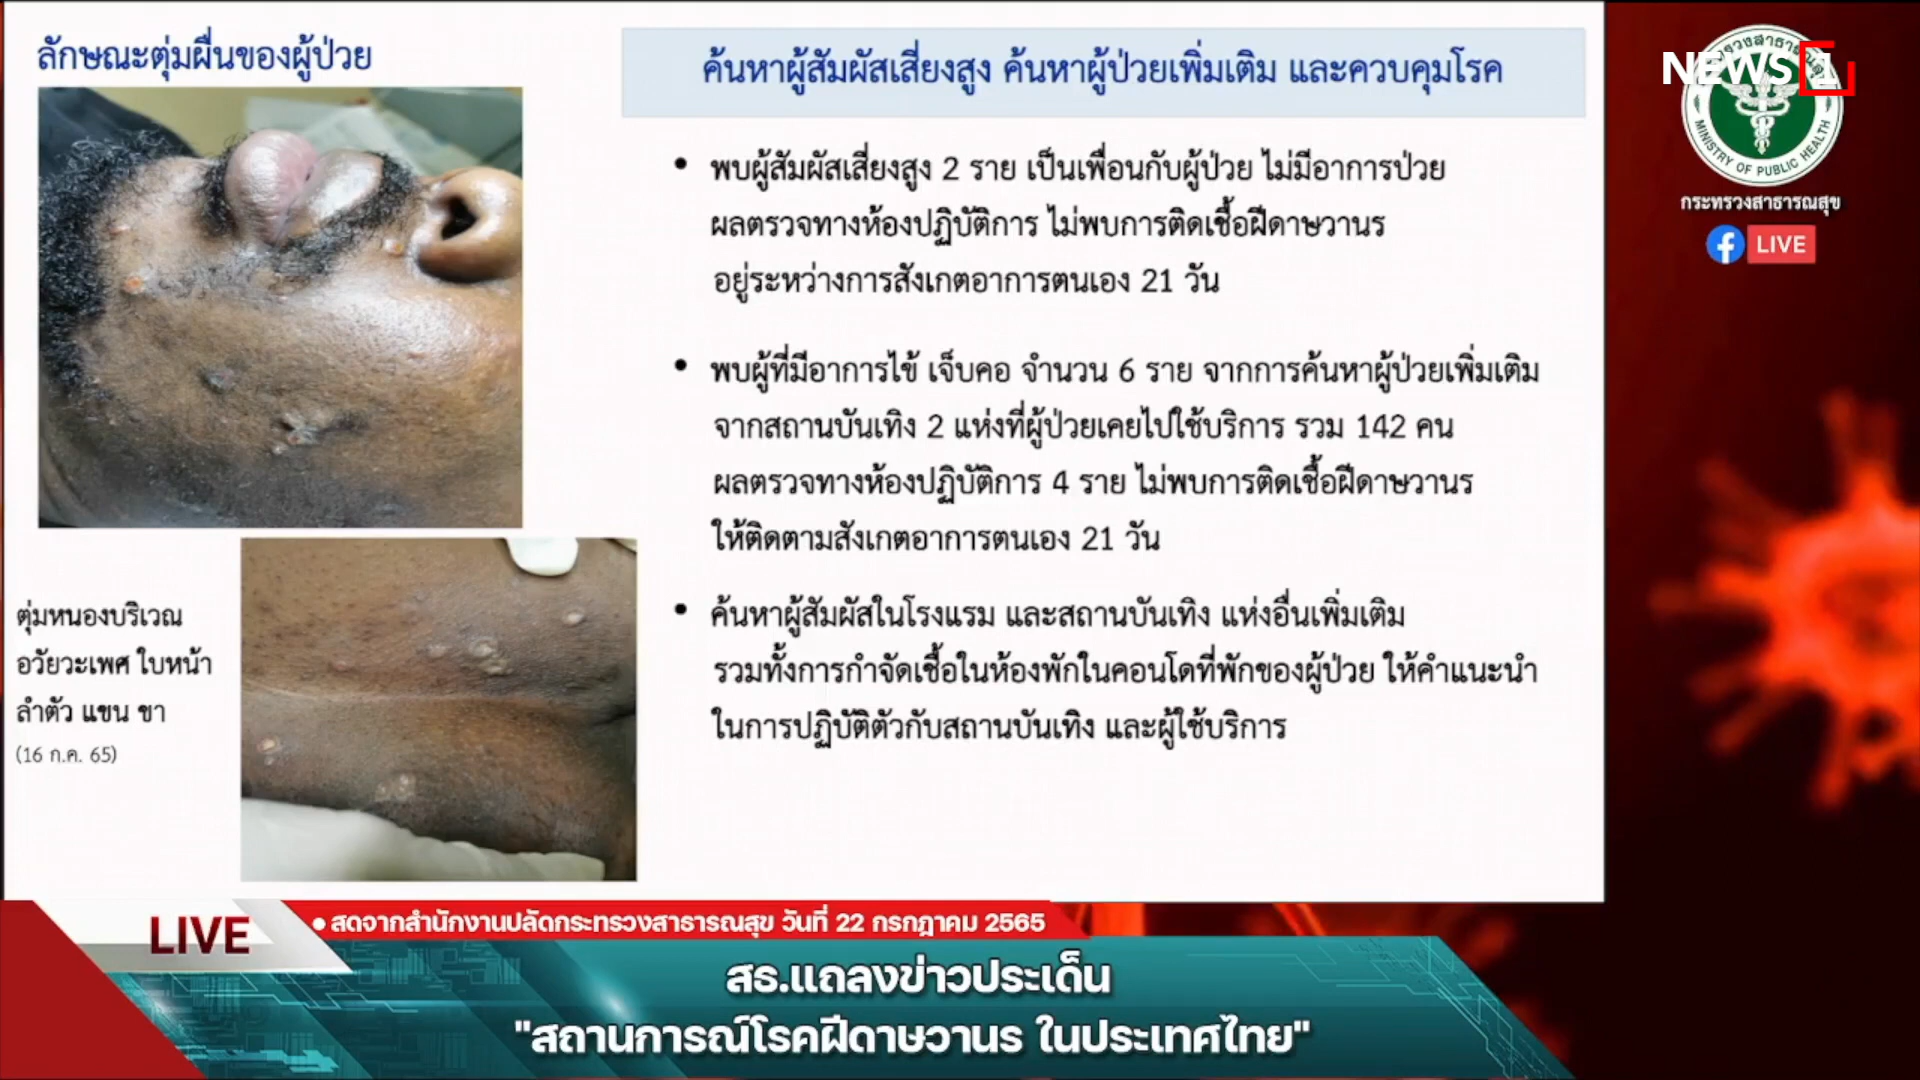 ลักษณะตุ่มผื่นของผู้ป่วย
ค้นหาผู้สัมผัสเสี่ยงสูง ค้นหาผู้ป่วยเพิ่มเติม และควบคุมโรค
• พบผู้สัมผัสเสี่ยงสูง 2 ราย เป็นเพื่อนกับผู้ป่วย ไม่มีอาการป่วย
ผลตรวจทางห้องปฏิบัติการ ไม่พบการติดเชื้อฝีดาษวานร
อยู่ระหว่างการสังเกตอาการตนเอง 21 วัน
• พบผู้ที่มีอาการไข้ เจ็บคอ จำนวน 6 ราย จากการค้นหาผู้ป่วยเพิ่มเติม
จากสถานบันเทิง 2 แห่งที่ผู้ป่วยเคยไปใช้บริการ รวม 142 คน
ผลตรวจทางห้องปฏิบัติการ 4 ราย ไม่พบการติดเชื้อฝีดาษวานร
ให้ติดตามสังเกตอาการตนเอง 21 วัน
• ค้นหาผู้สัมผัสในโรงแรม และสถานบันเทิง แห่งอื่นเพิ่มเติม
รวมทั้งการกำจัดเชื้อในห้องพักในคอนโดที่พักของผู้ป่วย ให้คำแนะนำ
ในการปฏิบัติตัวกับสถานบันเทิง และผู้ใช้บริการ
ตุ่มหนองบริเวณ
อวัยวะเพศ ใบหน้า
ลำตัว แขน ขา
(16 ก.ค. 65)
NEWS 1
MINISTRY OF PUBLIC HEALTH
กระทรวงสาธารณสุข
LIVE
LIVE
• สดจากสำนักงานปลัดกระทรวงสาธารณสุข วันที่ 22 กรกฎาคม 2565
สธ.แถลงข่าวประเด็น
"สถานการณ์โรคฝีดาษวานร ในประเทศไทย"